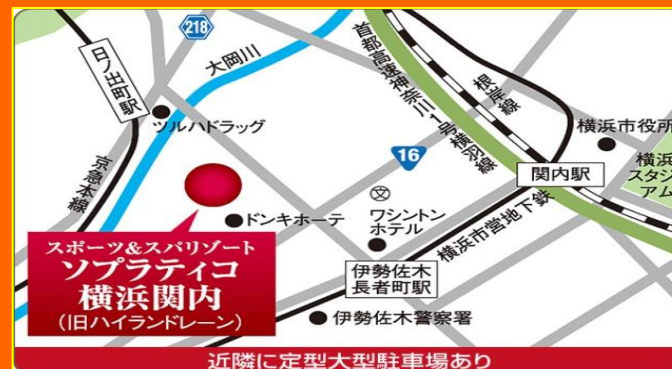 218
大岡川
日ノ出町駅
ツルハドラッグ
京急本線
首都高速神奈川1号横羽線
根岸線
横浜市役所
横浜
スタジ
アム
16
関内駅
ドンキホーテ
ワシントン
ホテル
横浜市営地下鉄
伊勢佐木
長者町駅
伊勢佐木警察署
スポーツ&スパリゾート
ソプラティコ
横浜関内
(旧ハイランドレーン)
近隣に定型大型駐車場あり